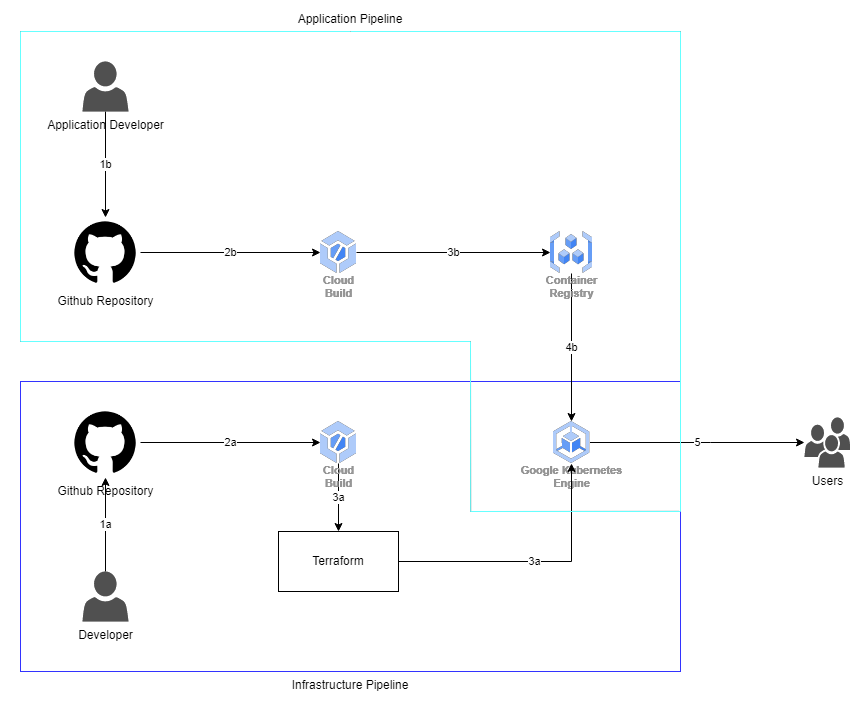 Application Pipeline
Application Developer
1b
2b
3b
Github Repository
Cloud
Build
Container
Registry
4b
2a
5
Github Repository
Cloud
Build
Google Kubernetes
Engine
Users
3a
1a
Terraform
3a
Developer
Infrastructure Pipeline